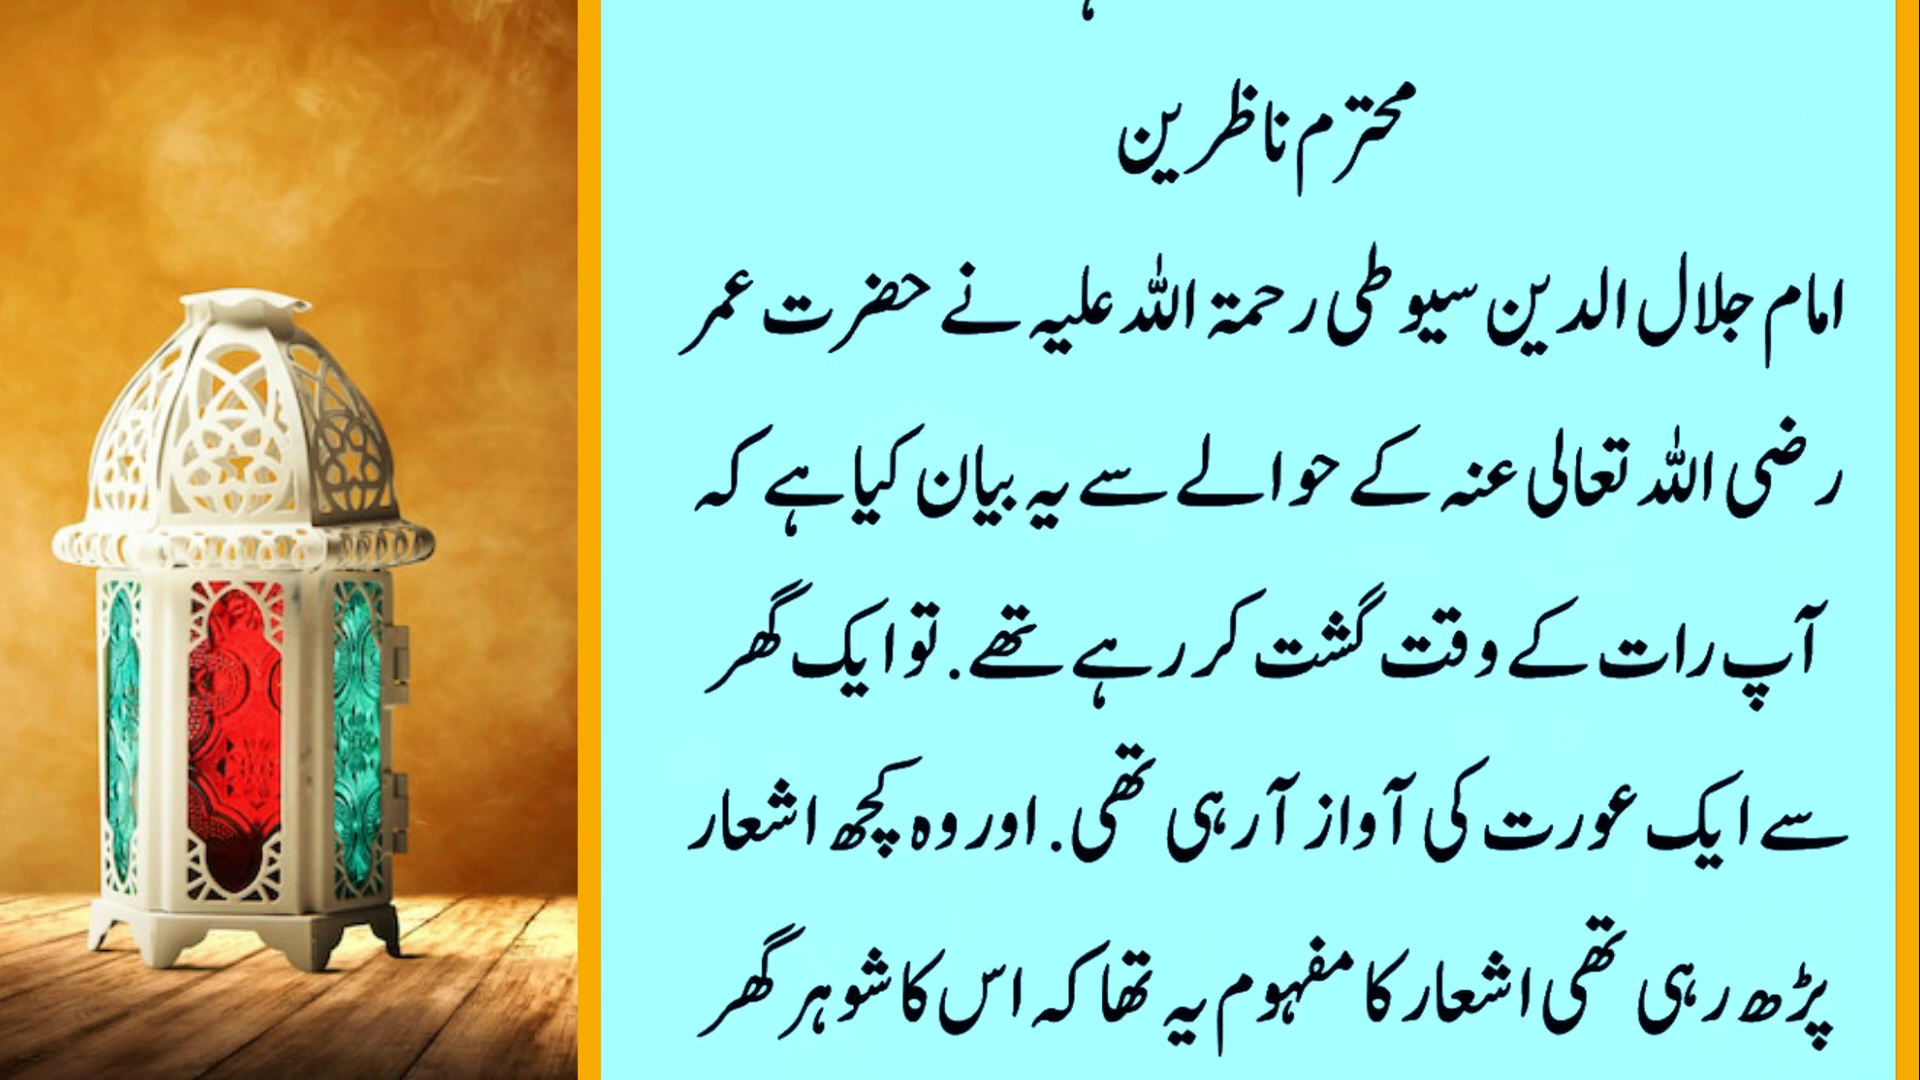 محترم ناظرین
امام جلال الدین سیوطی رحمۃ اللہ علیہ نے حضرت عمر
رضی اللہ تعالی عنہ کے حوالے سے یہ بیان کیا ہے کہ
آپ رات کے وقت گشت کر رہے تھے. تو ایک گھر
سے ایک عورت کی آواز آرہی تھی. اور وہ کچھ اشعار
پڑھ رہی تھی اشعار کا مفہوم یہ تھا کہ اس کا شوہر گھر